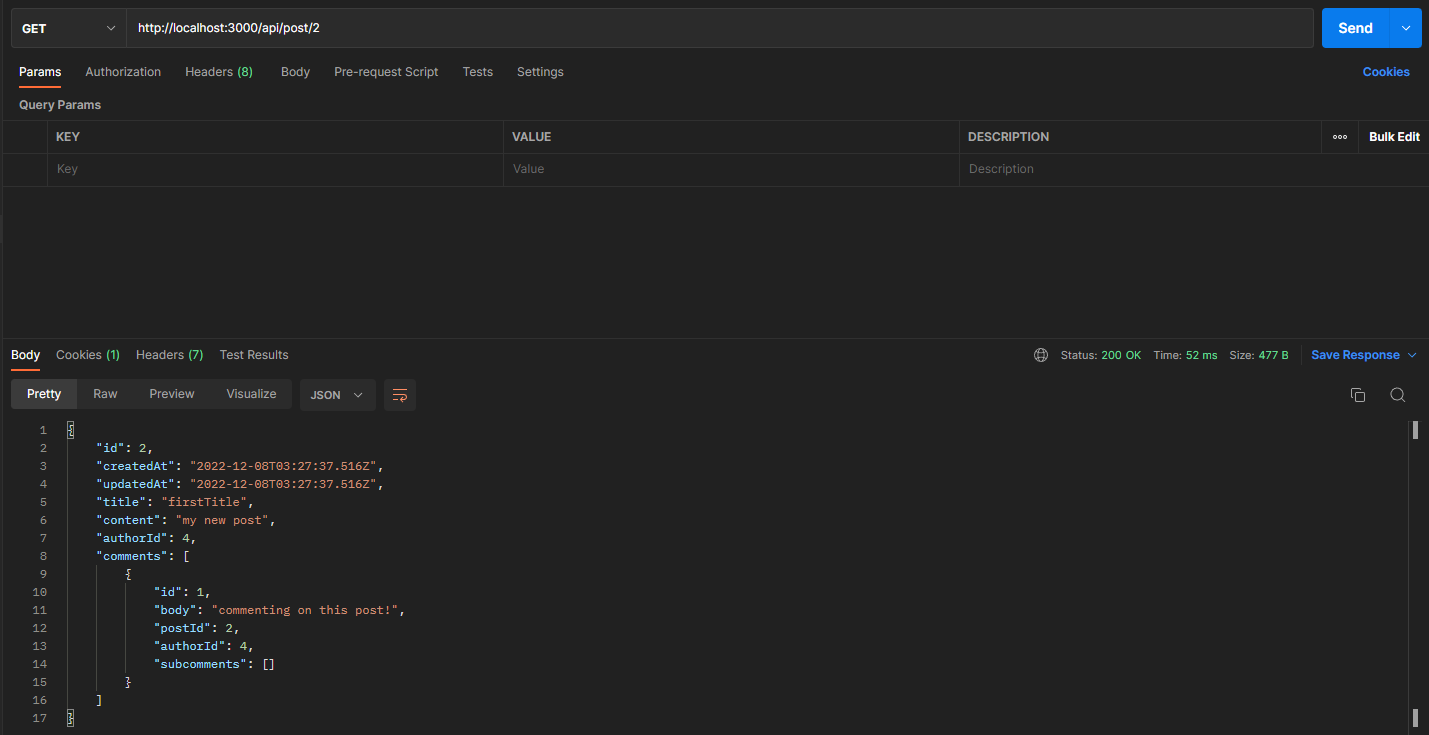 GET http://localhost:3000/api/post/2 Send
Params Authorization Headers (8) Body Pre-request Script Tests Settings Cookies
Query Params
KEY VALUE DESCRIPTION Bulk Edit
Key Value Description
Body Cookies (1) Headers (7) Test Results Status: 200 OK Time: 52 ms Size: 477 B Save Response
Pretty Raw Preview Visualize JSON
1 {
2 "id": 2,
3 "createdAt": "2022-12-08T03:27:37.516Z",
4 "updatedAt": "2022-12-08T03:27:37.516Z",
5 "title": "firstTitle",
6 "content": "my new post",
7 "authorId": 4,
8 "comments": [
9 {
10 "id": 1,
11 "body": "commenting on this post!",
12 "postId": 2,
13 "authorId": 4,
14 "subcomments": []
15 }
16 ]
17 }